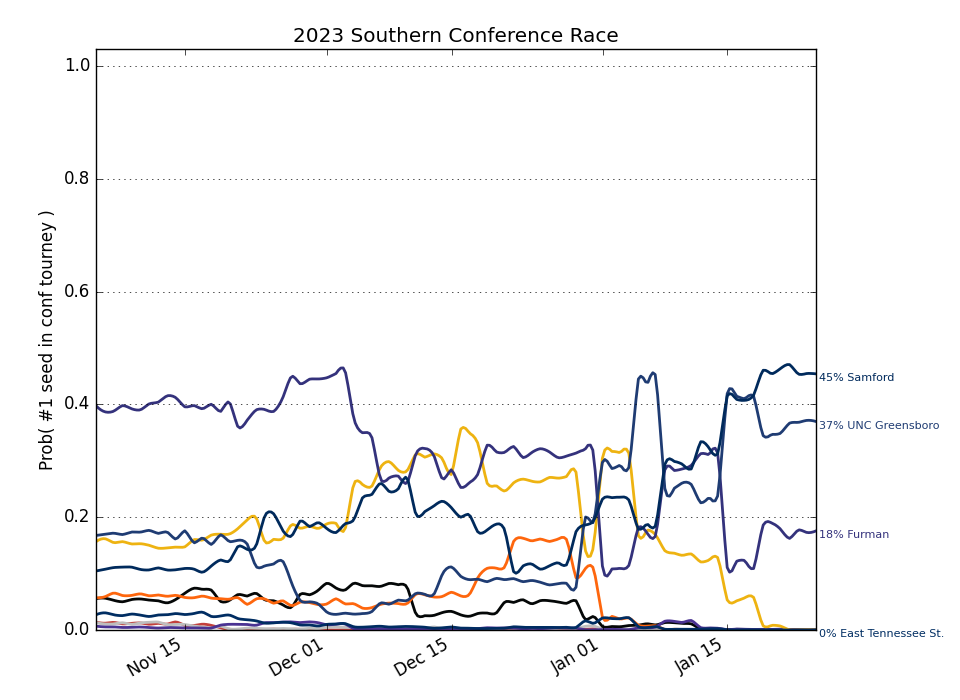 2023 Southern Conference Race
Prob( #1 seed in conf tourney )
1.0
0.8
0.6
0.4
0.2
0.0
45% Samford
37% UNC Greensboro
18% Furman
0% East Tennessee St.
Nov 15
Dec 01
Dec 15
Jan 01
Jan 15